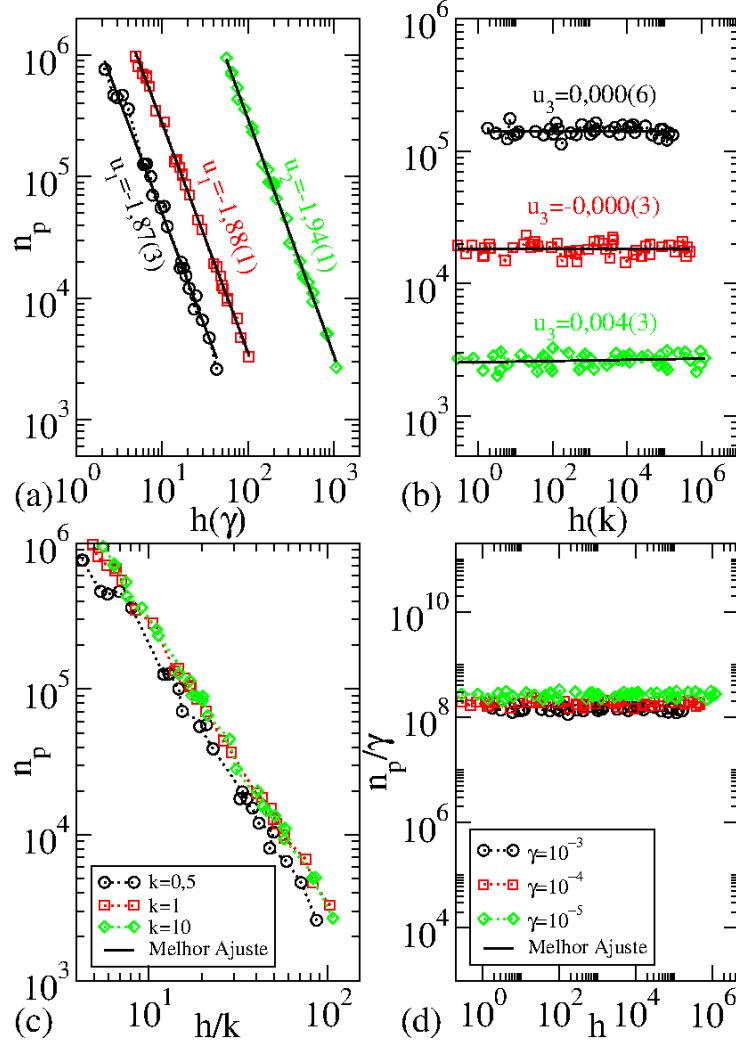 n_p
10^6
10^5
10^4
10^3
u_1=-1,87(3)
u_1=-1,88(1)
u_2=-1,94(1)
(a)
10^0 10^1 10^2 10^3
h(γ)
10^6
10^5
10^4
10^3
u_3=0,000(6)
u_3=-0,000(3)
u_3=0,004(3)
(b)
10^0 10^2 10^4 10^6
h(k)
n_p
10^6
10^5
10^4
10^3
k=0,5
k=1
k=10
Melhor Ajuste
(c)
10^1 10^2
h/k
n_p/γ
10^10
10^8
10^6
10^4
γ=10^-3
γ=10^-4
γ=10^-5
Melhor Ajuste
(d)
10^0 10^2 10^4 10^6
h